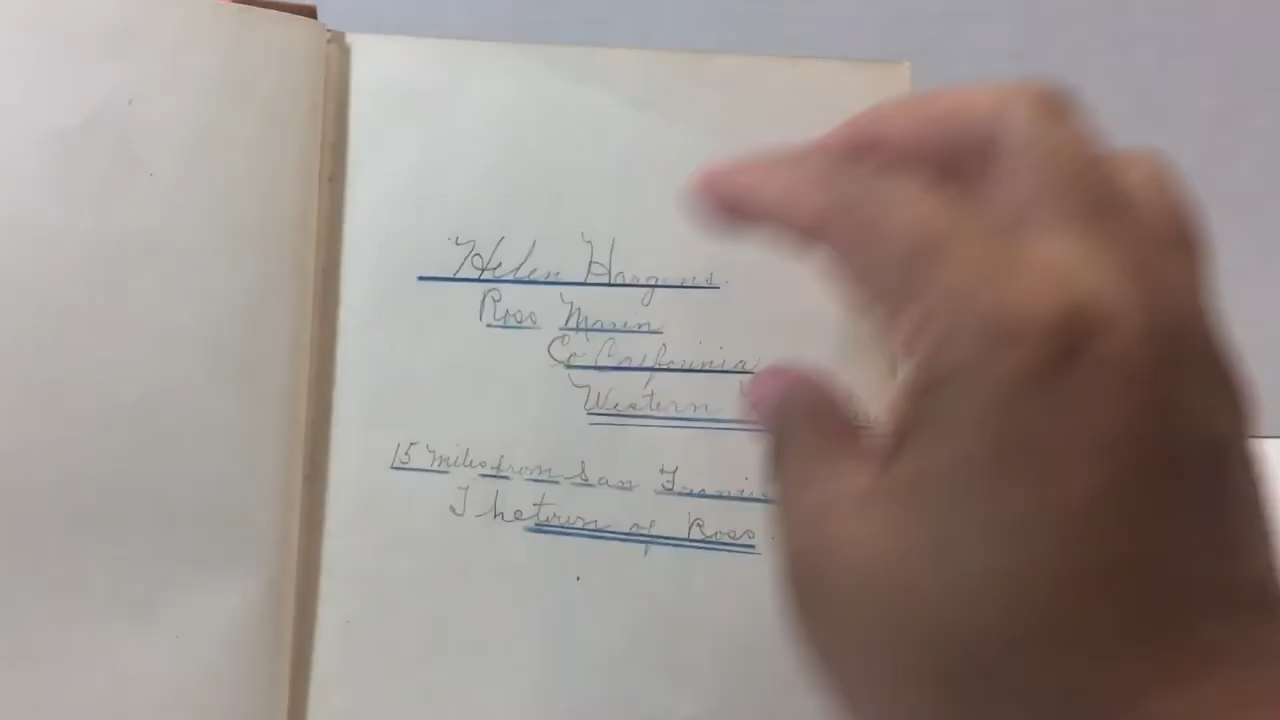 Helen
Ross Marin
Co California
Western
15 miles from San
The town of Ross.